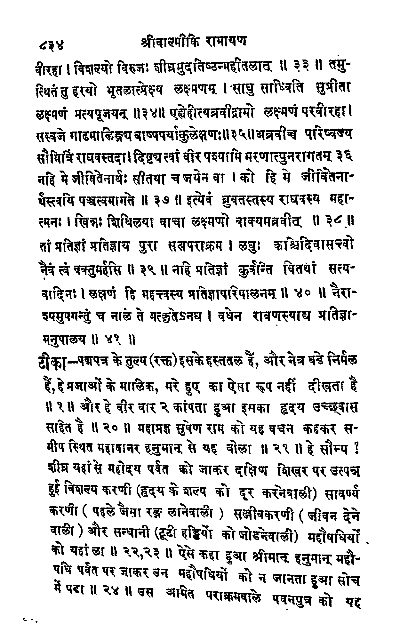 ८३४ श्रीवाल्मीकि रामायण
वीरहा । विशल्यो विरुजः शीघ्रमुदतिष्ठन्महीतलात् ॥ ३३ ॥ तमु-
त्थितं तु हरयो भूतलात्प्रेक्ष्य लक्ष्मणम् । साधु साध्विति सुप्रीता
लक्ष्मणं प्रत्यपूजयन् ॥३४॥ एह्येहीत्यब्रवीद्रामो लक्ष्मणं परवीरहा ।
सस्वजे गाढमालिङ्ग्य बाष्पपर्याकुलेक्षणः॥३५॥अब्रवीच्च परिष्वज्य
सौमित्रिं राघवस्तदा।दिष्ट्यात्वां वीर पश्यामि मरणात्पुनरागतम् ३६
नहि मे जीवितेनार्थः सीतया च जयेन वा । को हि मे जीवितेना-
र्थस्त्वयि पञ्चत्वमागते ॥ ३७ ॥ इत्येवं ब्रुवतस्तस्य राघवस्य महा-
त्मनः । खिन्नः शिथिलया वाचा लक्ष्मणो वाक्यमब्रवीत् ॥ ३८ ॥
तां प्रतिज्ञां प्रतिज्ञाय पुरा सत्यपराक्रम । लघुः कश्चिदिवासत्त्वो
नैवं त्वं वक्तुमर्हसि ॥ ३९ ॥ नाहि प्रतिज्ञां कुर्वन्ति वितथां सत्य-
वादिनः । लक्षणं हि महत्त्वस्य प्रतिज्ञापरिपालनम् ॥ ४० ॥ नैरा-
श्यमुपगन्तुं च नालं ते मत्कृतेऽनघ । वधेन रावणस्याद्य प्रतिज्ञा-
मनुपालय ॥ ४१ ॥
टीका-पद्मपत्र के तुल्य (रक्त) इसके हस्ततल हैं, और नेत्र बड़े निर्मल
हैं, हे प्रजाओं के मालिक, मरे हुए का ऐसा रूप नहीं दीखता है
॥ १॥ और हे वीर बार २ कांपता हुआ इसका हृदय उच्छ्वास
सहित है ॥ २० ॥ महाप्रज्ञ सुषेण राम को यह वचन कहकर स-
मीप स्थित महावानर हनुमान् से यह बोला ॥ २१ ॥ हे सौम्य !
शीघ्र यहां से महोदय पर्वत को जाकर दक्षिण शिखर पर उत्पन्न
हुई विशल्य करणी (हृदय के शल्य को दूर करनेवाली) सावर्ण्य
करणी ( पहले जैसा रङ्ग लानेवाली ) सञ्जीवकरणी ( जीवन देने
वाली ) और सन्धानी (टूटी हड्डियों को जोडनेवाली ) महौषधियों
को यहां ला ॥ २२,२३ ॥ ऐसे कहा हुआ श्रीमान् हनुमान् महौ-
षधि पर्वत पर जाकर उन महौषधियों को न जानता हुआ सोच
में पडा ॥ २४ ॥ उस अमित पराक्रमवाले पवनपुत्र को यह